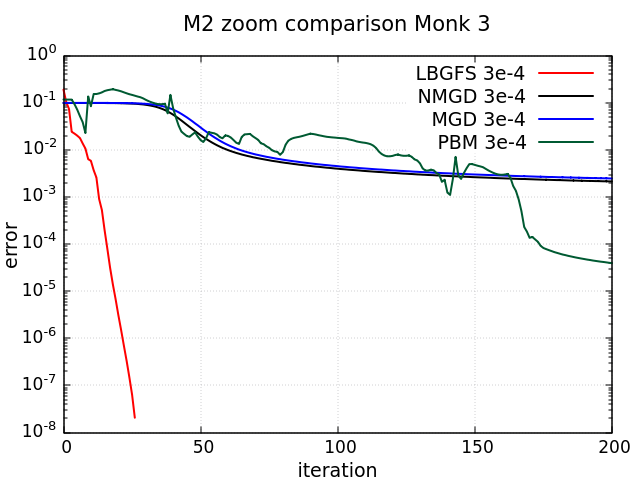 M2 zoom comparison Monk 3
LBGFS 3e-4
NMGD 3e-4
MGD 3e-4
PBM 3e-4
10^0
10^-1
10^-2
10^-3
10^-4
10^-5
10^-6
10^-7
10^-8
error
0 50 100 150 200
iteration